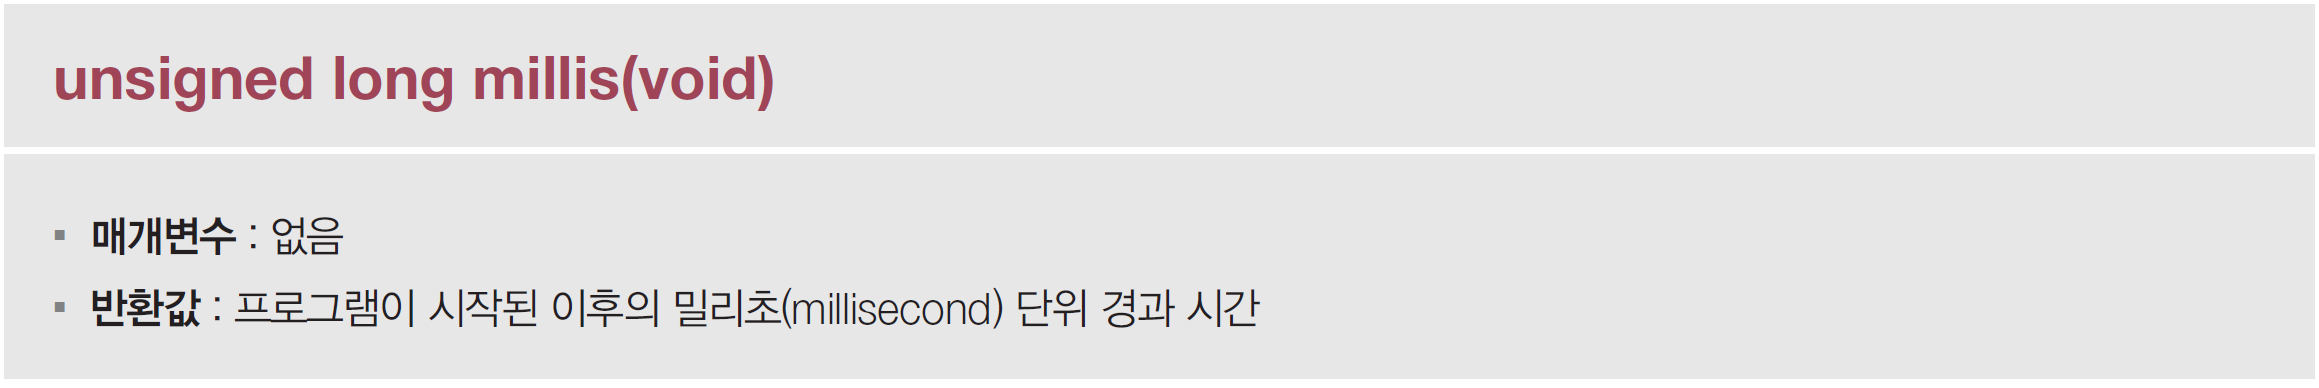 unsigned long millis(void)
▪ 매개변수 : 없음
▪ 반환값 : 프로그램이 시작된 이후의 밀리초(millisecond) 단위 경과 시간